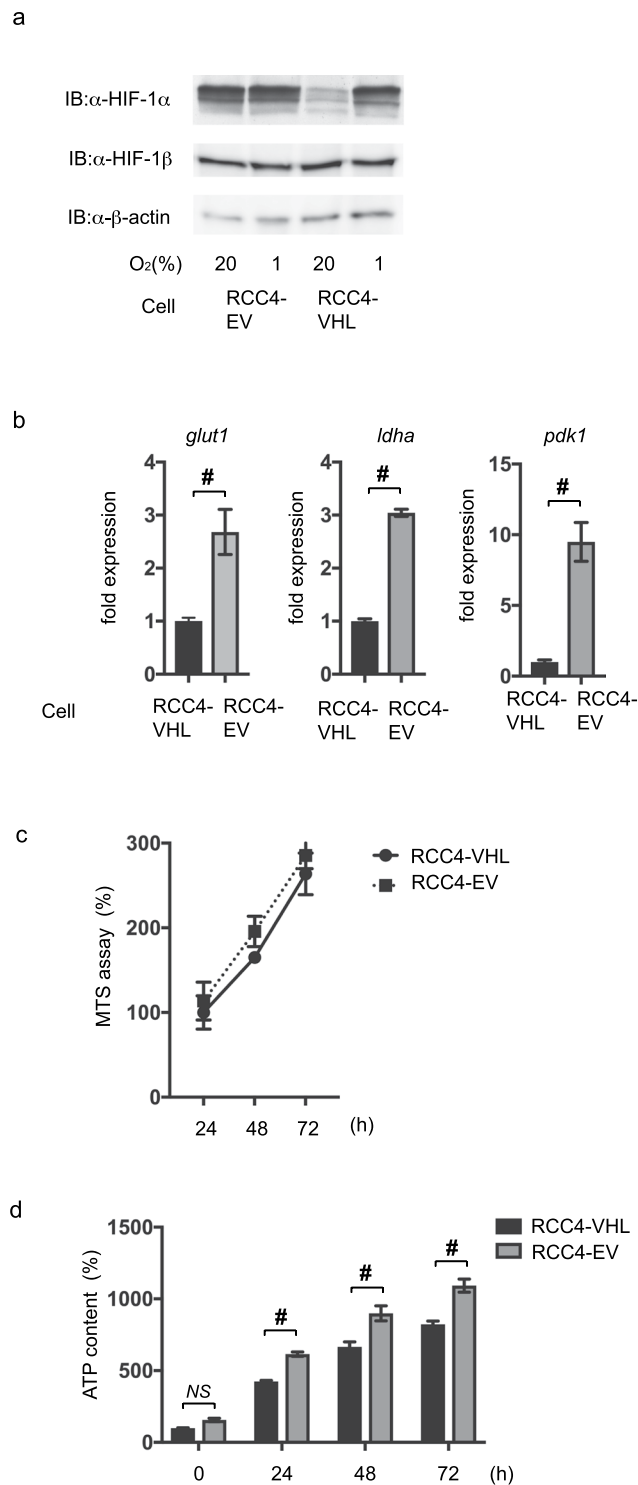 a
IB:α-HIF-1α
IB:α-HIF-1β
IB:α-β-actin
O2(%) 20 1 20 1
Cell RCC4-EV RCC4-VHL
b
glut1 ldha pdk1
fold expression
4
3
2
1
0
#
fold expression
4
3
2
1
0
#
fold expression
15
10
5
0
#
Cell
RCC4-VHL RCC4-EV
RCC4-VHL RCC4-EV
RCC4-VHL RCC4-EV
c
MTS assay (%)
300
200
100
0
24 48 72 (h)
RCC4-VHL
RCC4-EV
d
ATP content (%)
1500
1000
500
0
NS # # #
0 24 48 72 (h)
RCC4-VHL
RCC4-EV